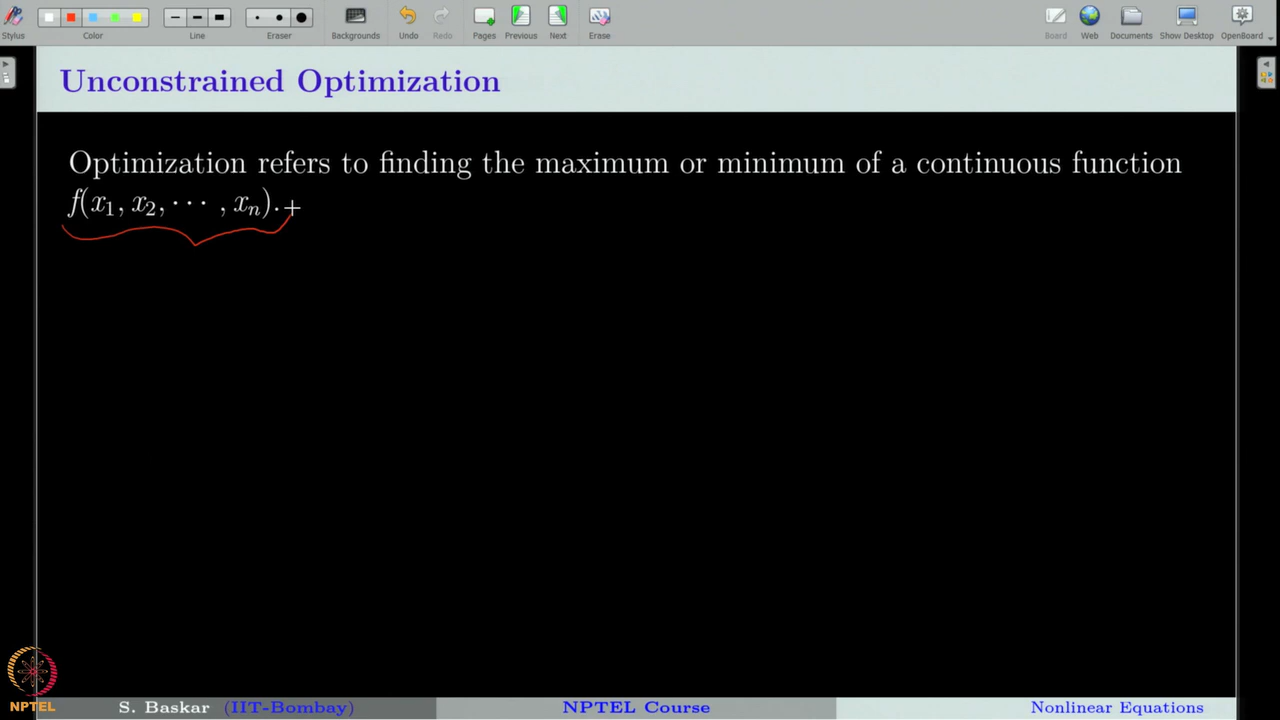 Stylus Color Line Eraser Backgrounds Undo Redo Pages Previous Next Erase Board Web Documents Show Desktop OpenBoard
Unconstrained Optimization
Optimization refers to finding the maximum or minimum of a continuous function
f(x₁, x₂, ⋯ , xₙ).
NPTEL
S. Baskar (IIT-Bombay) NPTEL Course Nonlinear Equations